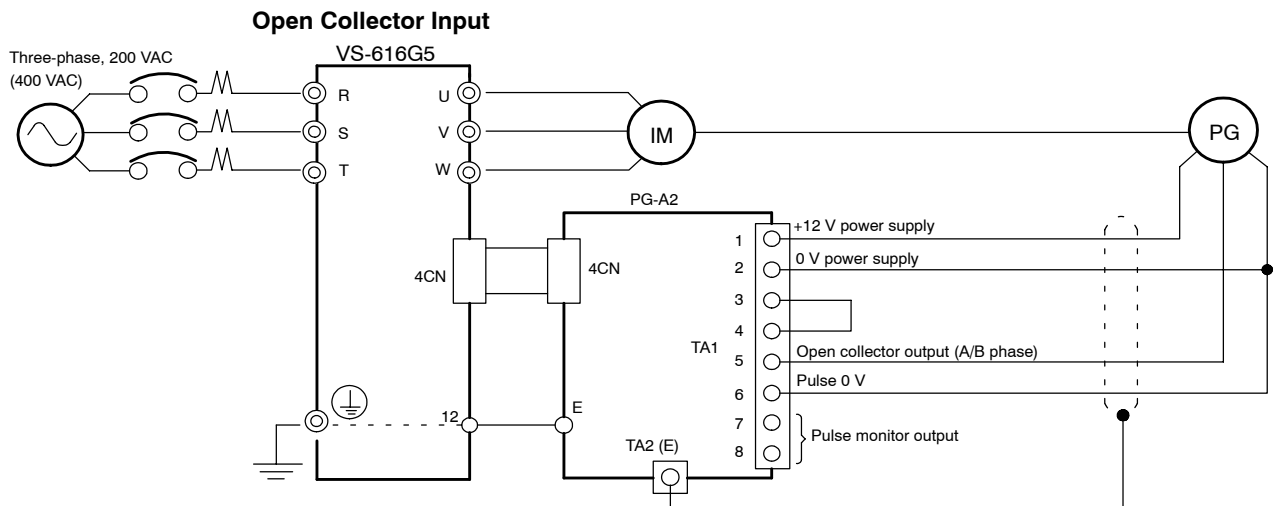 Open Collector Input
VS-616G5
Three-phase, 200 VAC
(400 VAC)
R
S
T
U
V
W
IM
PG
PG-A2
4CN
4CN
1
2
3
4
5
6
7
8
TA1
+12 V power supply
0 V power supply
Open collector output (A/B phase)
Pulse 0 V
Pulse monitor output
12
E
TA2 (E)